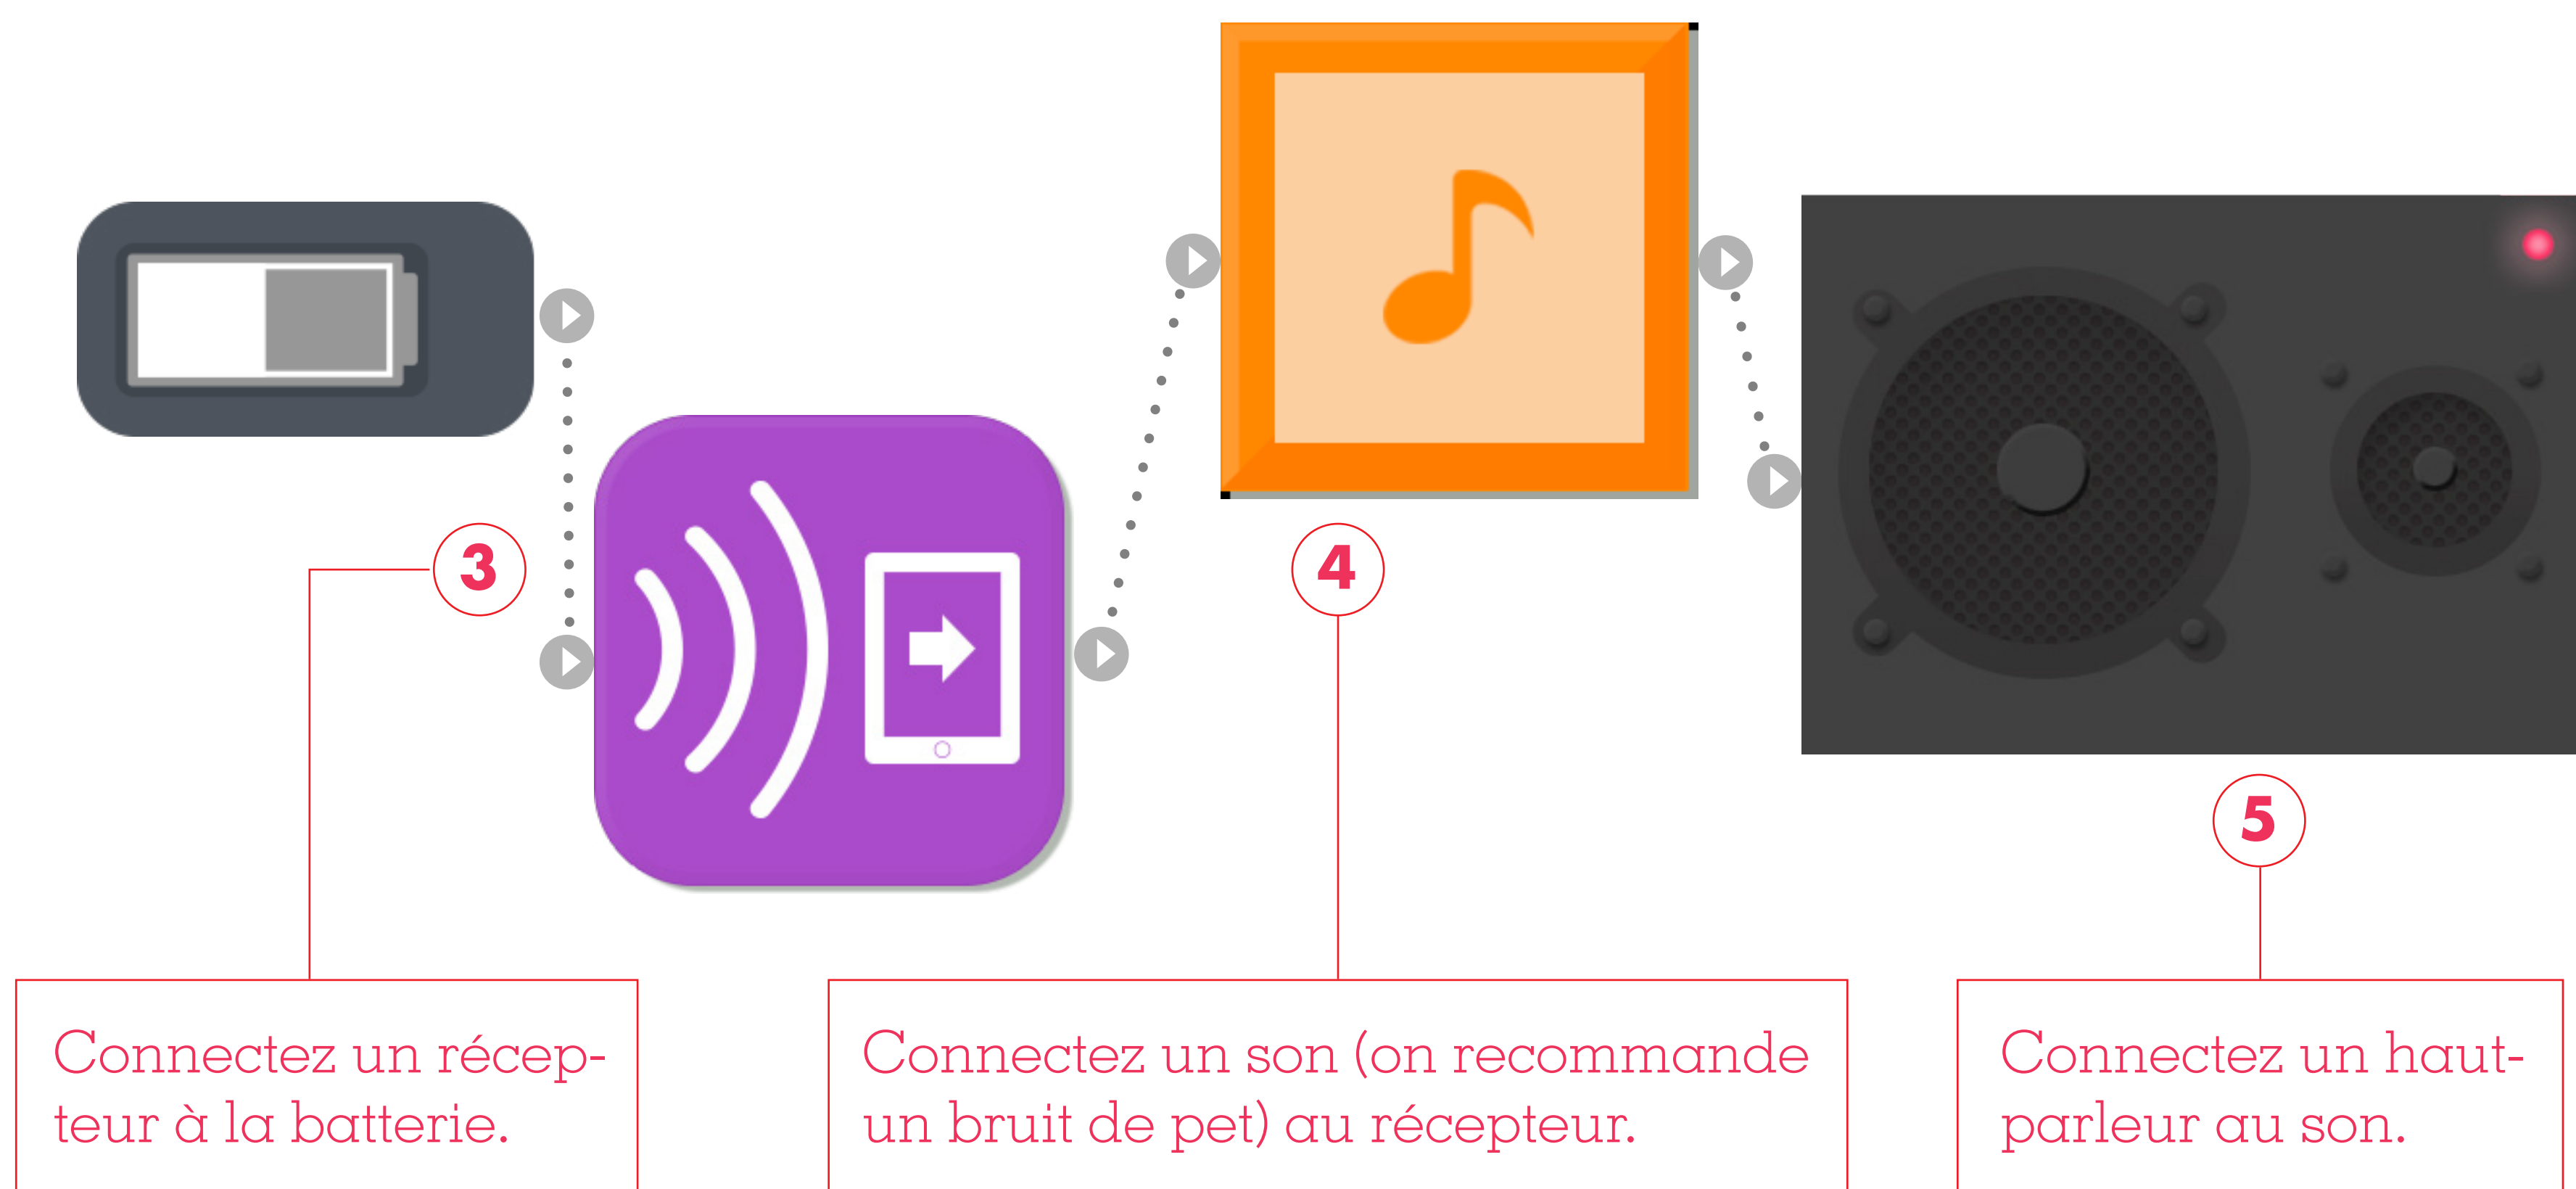 3
4
5
Connectez un récep-
teur à la batterie.
Connectez un son (on recommande
un bruit de pet) au récepteur.
Connectez un haut-
parleur au son.